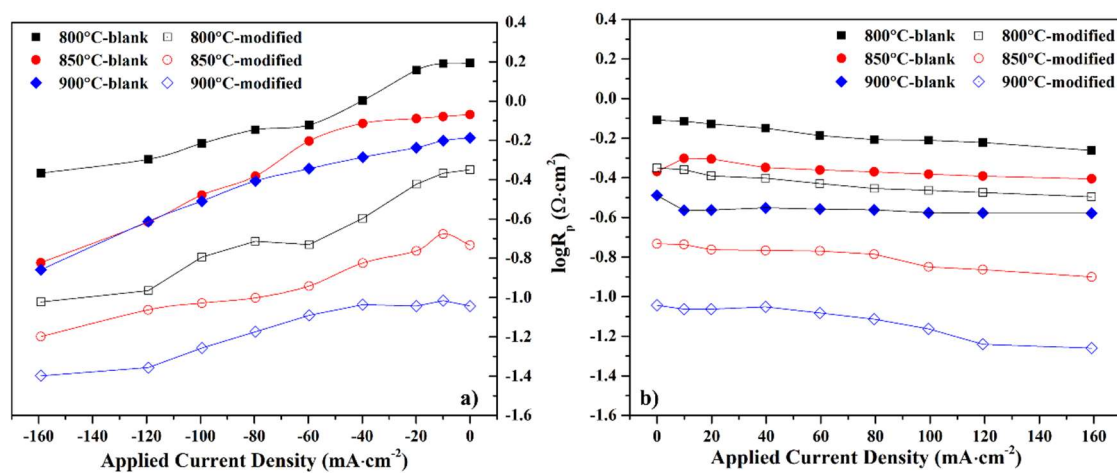 800°C-blank 800°C-modified
850°C-blank 850°C-modified
900°C-blank 900°C-modified
0.4
0.2
0.0
-0.2
-0.4
-0.6
-0.8
-1.0
-1.2
-1.4
-1.6
a)
-160 -140 -120 -100 -80 -60 -40 -20 0
Applied Current Density (mA·cm-2)
logRp (Ω·cm2)
800°C-blank 800°C-modified
850°C-blank 850°C-modified
900°C-blank 900°C-modified
0.4
0.2
0.0
-0.2
-0.4
-0.6
-0.8
-1.0
-1.2
-1.4
-1.6
b)
0 20 40 60 80 100 120 140 160
Applied Current Density (mA·cm-2)